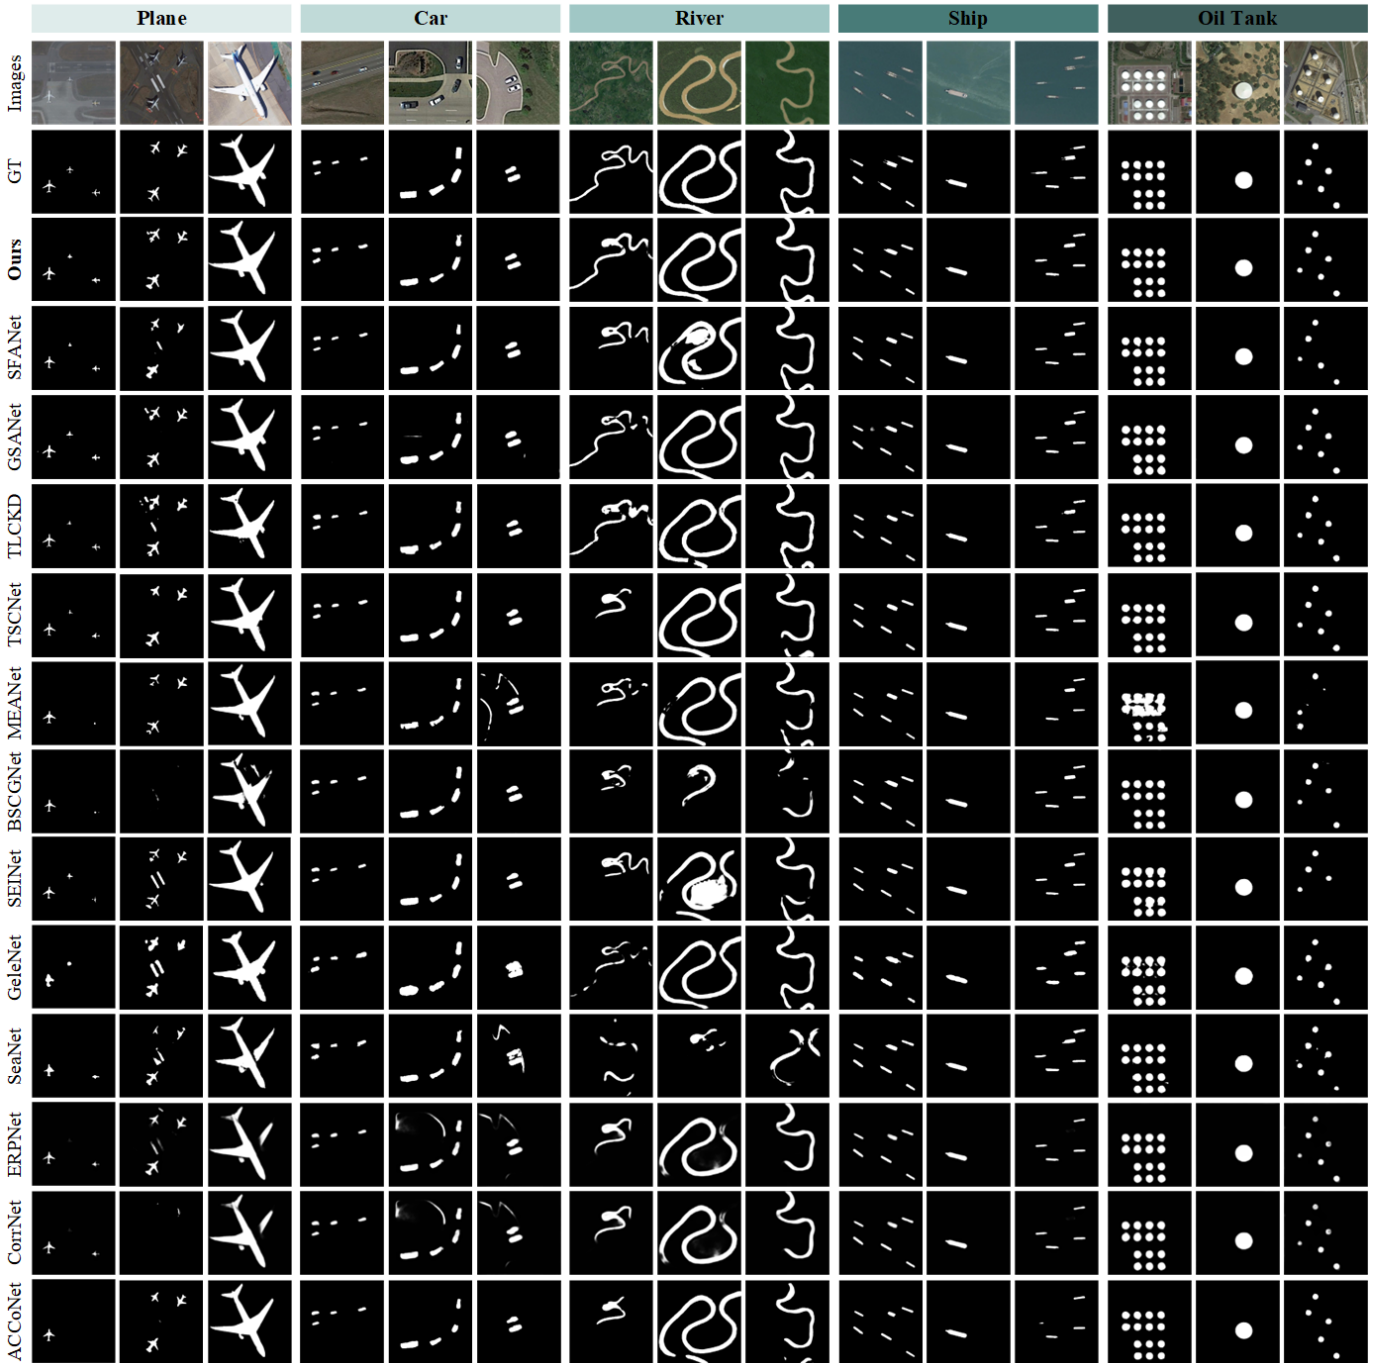 Plane Car River Ship Oil Tank
Images
GT
Ours
SFANet
GSANet
TLCKD
TSCNet
MEANet
BSCGNet
SEINet
GeleNet
SeaNet
ERPNet
CorrNet
ACCoNet